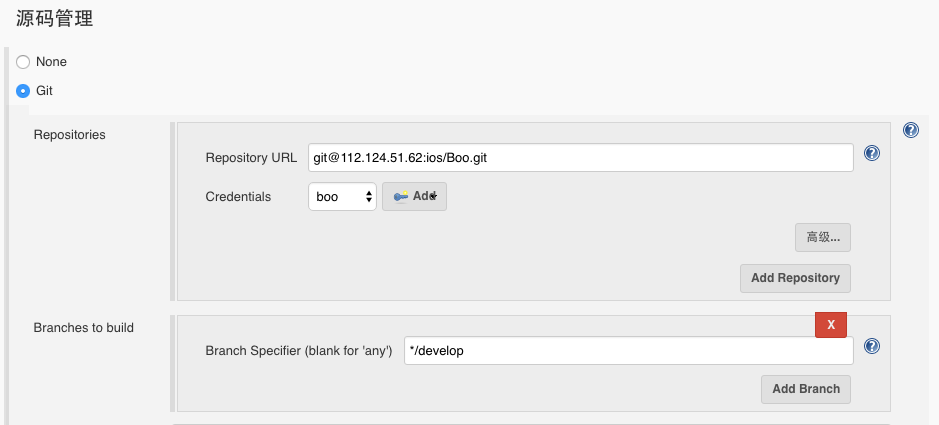 源码管理
None
Git
Repositories
Repository URL git@112.124.51.62:ios/Boo.git
Credentials boo Add
高级...
Add Repository
Branches to build
X
Branch Specifier (blank for 'any') */develop
Add Branch